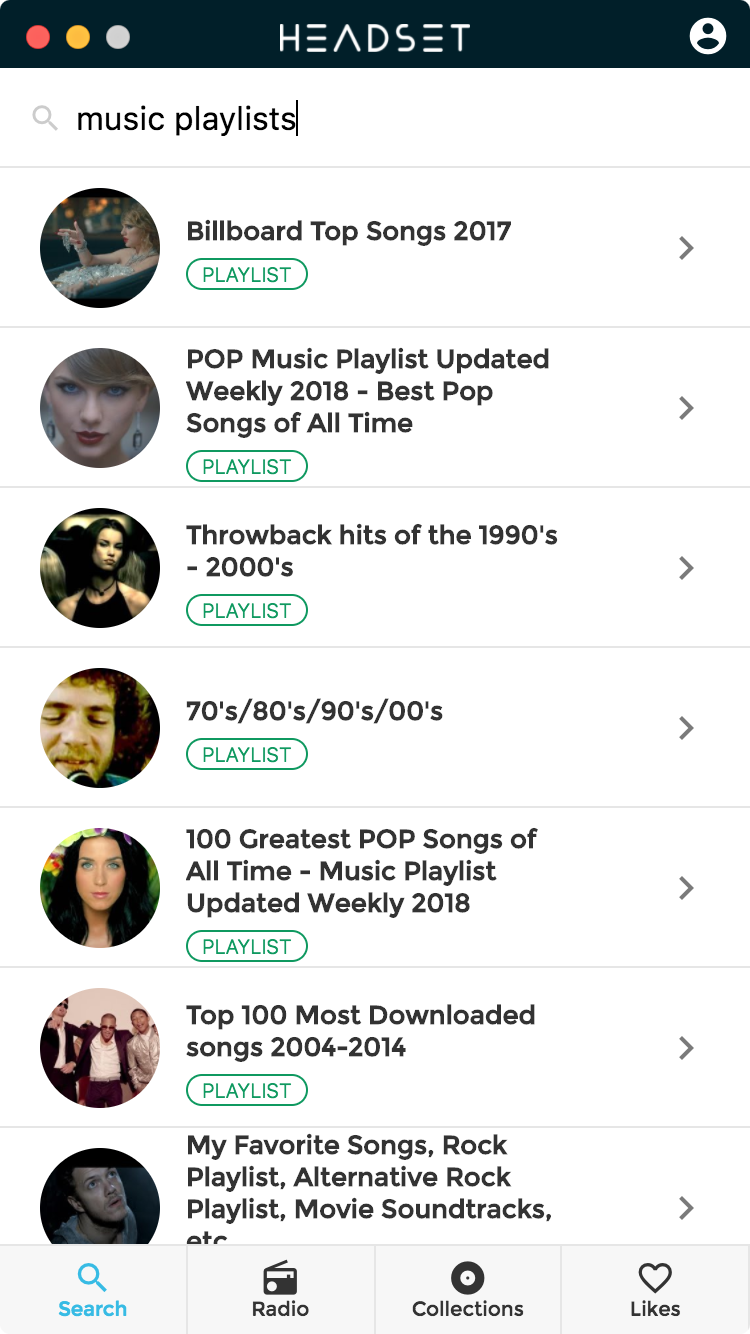 HEADSET
music playlists
Billboard Top Songs 2017
PLAYLIST
POP Music Playlist Updated
Weekly 2018 - Best Pop
Songs of All Time
PLAYLIST
Throwback hits of the 1990's
- 2000's
PLAYLIST
70's/80's/90's/00's
PLAYLIST
100 Greatest POP Songs of
All Time - Music Playlist
Updated Weekly 2018
PLAYLIST
Top 100 Most Downloaded
songs 2004-2014
PLAYLIST
My Favorite Songs, Rock
Playlist, Alternative Rock
Playlist, Movie Soundtracks,
etc
Search
Radio
Collections
Likes